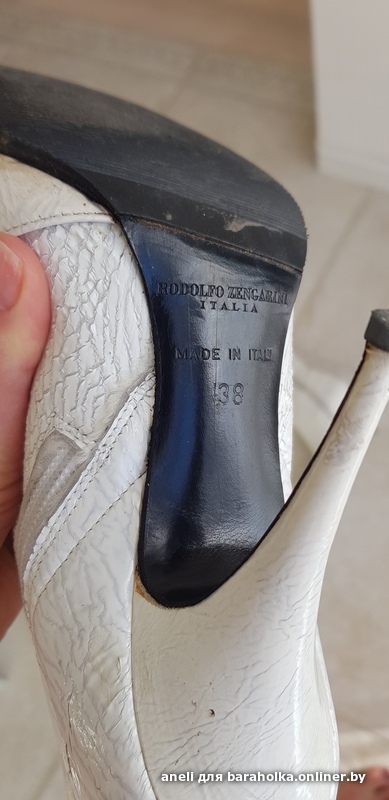 RODOLFO ZENGARINI
ITALIA
MADE IN ITALY
38
aneli для baraholka.onliner.by